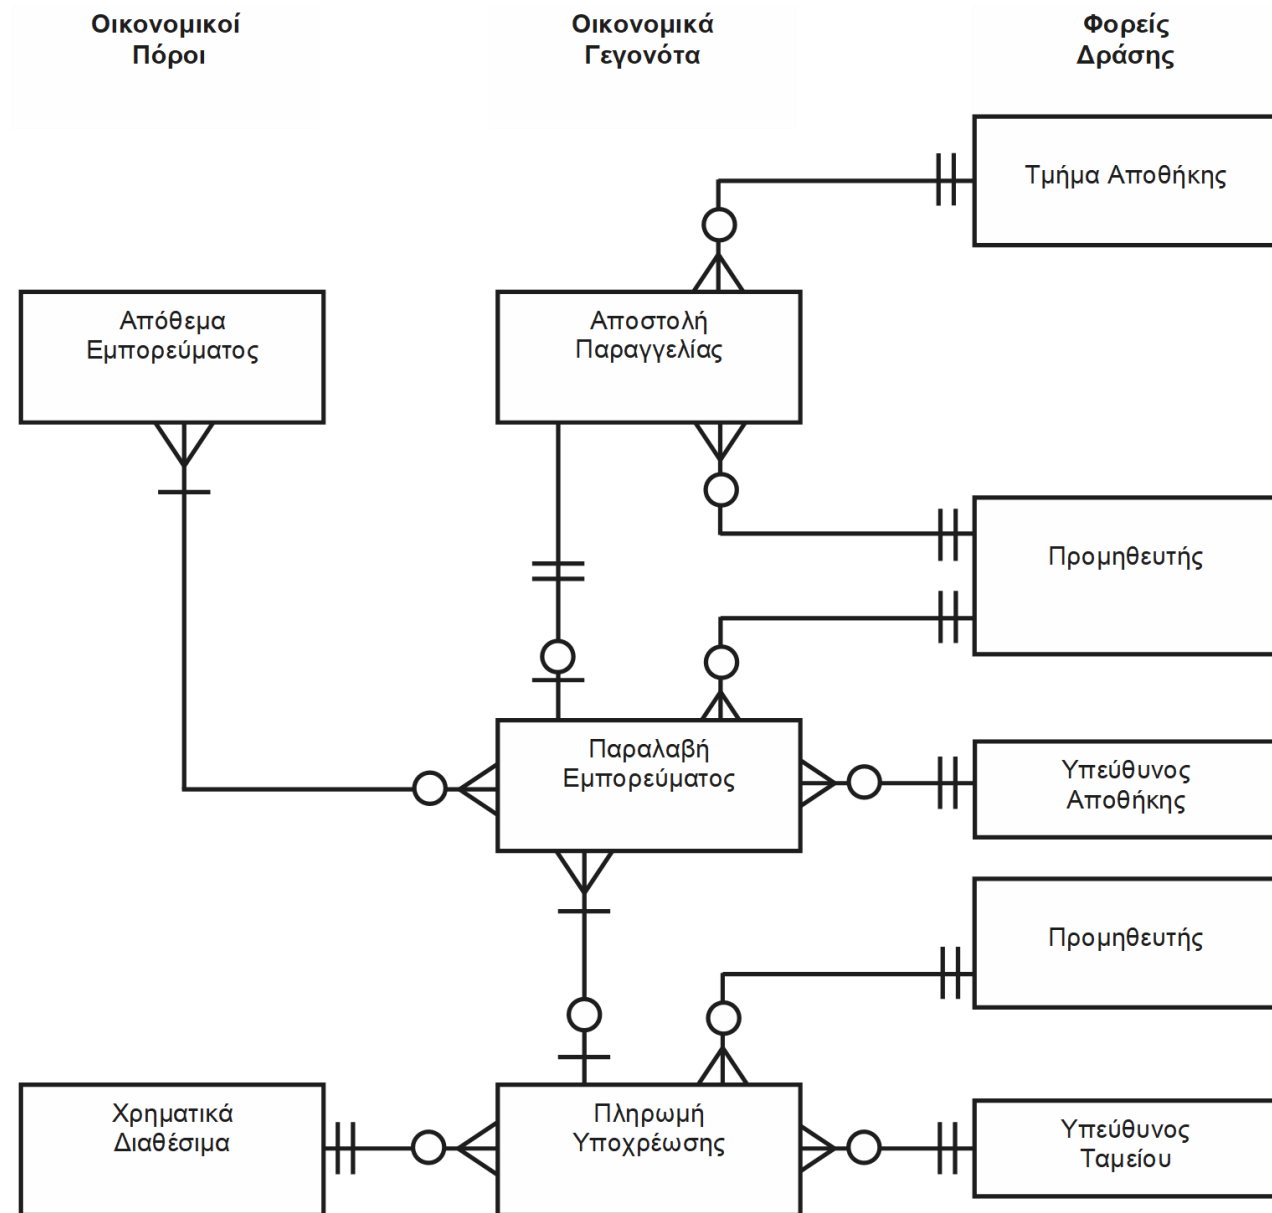 Οικονομικοί
Πόροι
Οικονομικά
Γεγονότα
Φορείς
Δράσης
Τμήμα Αποθήκης
Απόθεμα
Εμπορεύματος
Αποστολή
Παραγγελίας
Προμηθευτής
Παραλαβή
Εμπορεύματος
Υπεύθυνος
Αποθήκης
Προμηθευτής
Χρηματικά
Διαθέσιμα
Πληρωμή
Υποχρέωσης
Υπεύθυνος
Ταμείου